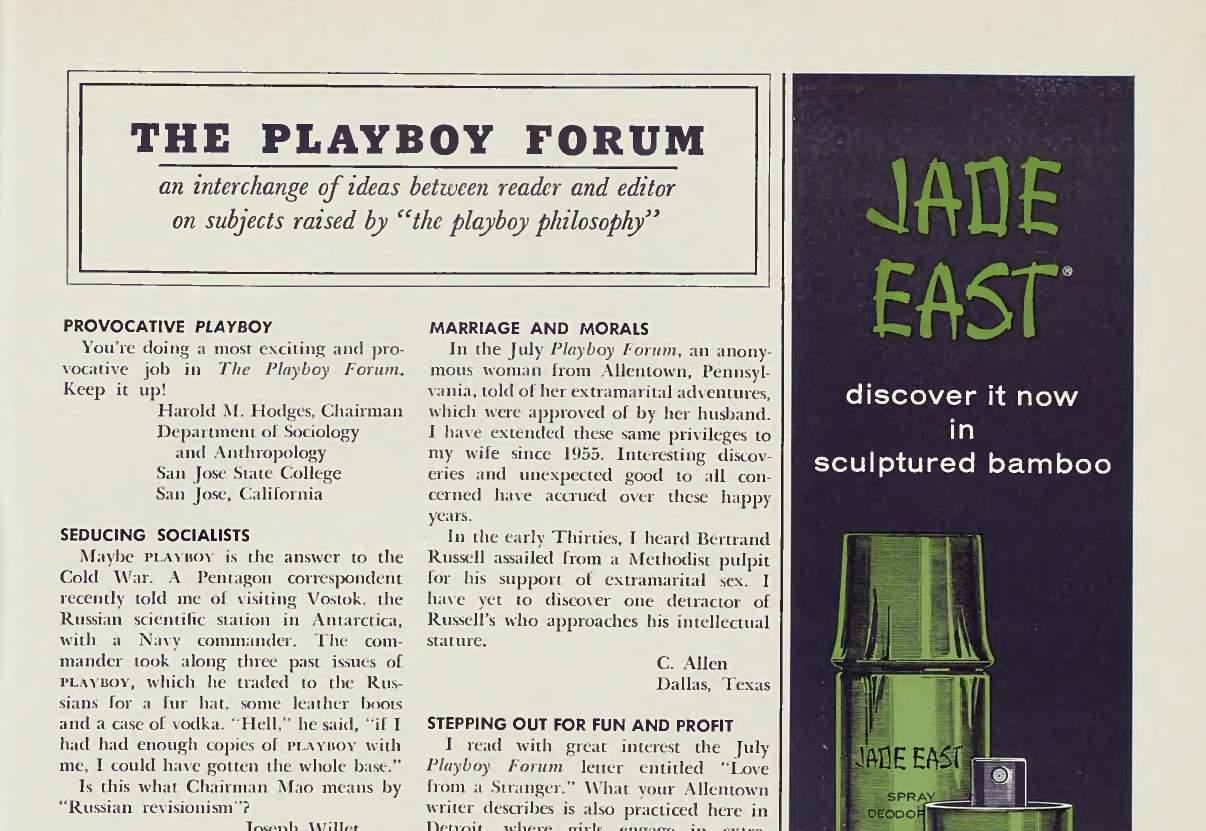 THE PLAYBOY FORUM
an interchange of ideas between reader and editor
on subjects raised by “the playboy philosophy”
PROVOCATIVE PLAYBOY
You're doing a most exciting and pro-
vocative job in The Playboy Forum.
Keep it up!
Harold M. Hodges, Chairman
Department of Sociology
and Anthropology
San Jose State College
San Jose, California
SEDUCING SOCIALISTS
Maybe PLAYBOY is the answer to the
Cold War. A Pentagon correspondent
recently told me of visiting Vostok, the
Russian scientific station in Antarctica,
with a Navy commander. The com-
mander took along three past issues of
PLAYBOY, which he traded to the Rus-
sians for a fur hat, some leather boots
and a case of vodka. “Hell,” he said, “if I
had had enough copies of PLAYBOY with
me, I could have gotten the whole base.”
Is this what Chairman Mao means by
“Russian revisionism”?
Joseph Willet
MARRIAGE AND MORALS
In the July Playboy Forum, an anony-
mous woman from Allentown, Pennsyl-
vania, told of her extramarital adventures,
which were approved of by her husband.
I have extended these same privileges to
my wife since 1955. Interesting discov-
eries and unexpected good to all con-
cerned have accrued over these happy
years.
In the early Thirties, I heard Bertrand
Russell assailed from a Methodist pulpit
for his support of extramarital sex. I
have yet to discover one detractor of
Russell's who approaches his intellectual
stature.
C. Allen
Dallas, Texas
STEPPING OUT FOR FUN AND PROFIT
I read with great interest the July
Playboy Forum letter entitled “Love
from a Stranger.” What your Allentown
writer describes is also practiced here in
Detroit, where girls engage in extra-
JADE
EAST®
discover it now
in
sculptured bamboo
JADE EAST
SPRAY
DEODOR